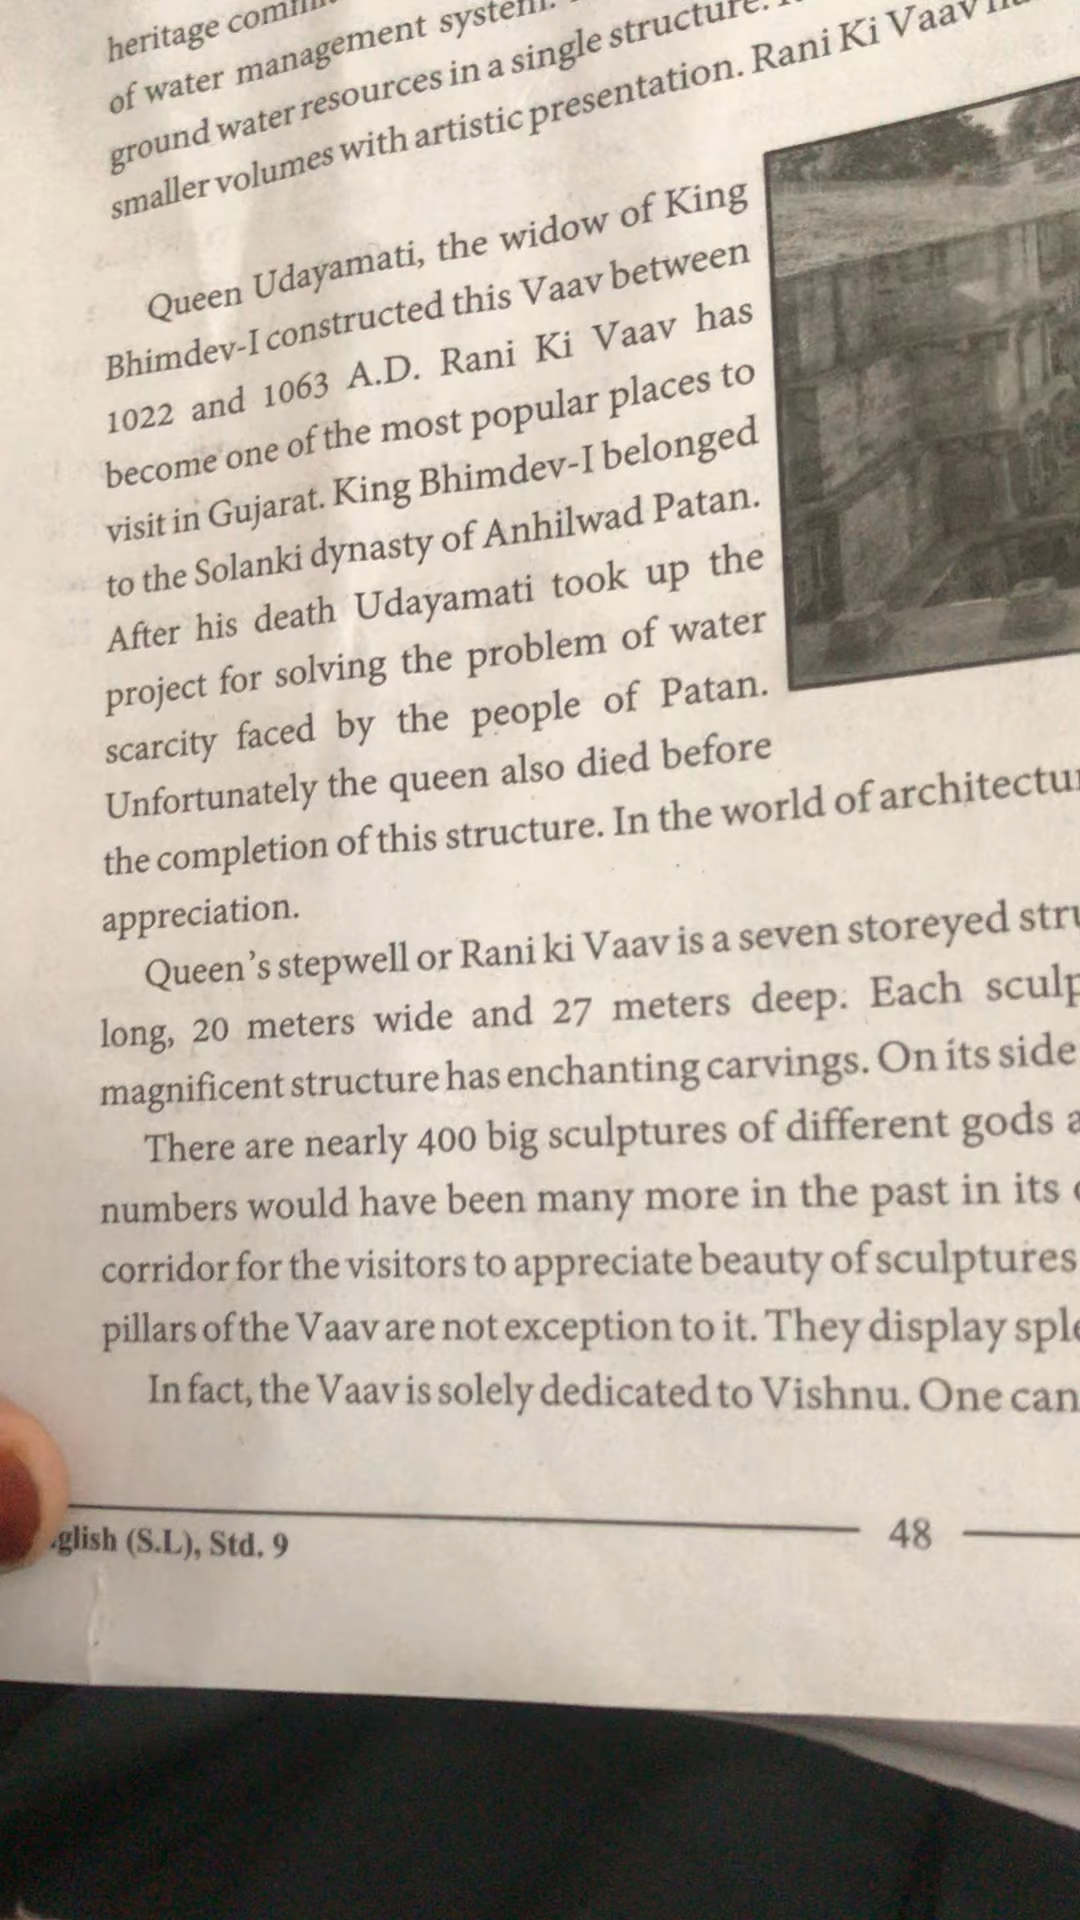 heritage
of water management system.
ground water resources in a single structure.
smaller volumes with artistic presentation. Rani Ki Vaav
Queen Udayamati, the widow of King
Bhimdev-I constructed this Vaav between
1022 and 1063 A.D. Rani Ki Vaav has
become one of the most popular places to
visit in Gujarat. King Bhimdev-I belonged
to the Solanki dynasty of Anhilwad Patan.
After his death Udayamati took up the
project for solving the problem of water
scarcity faced by the people of Patan.
Unfortunately the queen also died before
the completion of this structure. In the world of
appreciation.
Queen's stepwell or Rani ki Vaav is a seven storeyed
long, 20 meters wide and 27 meters deep. Each
magnificent structure has enchanting carvings. On its side
There are nearly 400 big sculptures of different gods
numbers would have been many more in the past in its
corridor for the visitors to appreciate beauty of sculptures
pillars of the Vaav are not exception to it. They display
In fact, the Vaav is solely dedicated to Vishnu. One can
glish (S.L), Std. 9
48